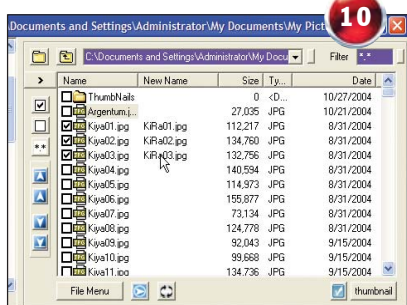 \Documents and Settings\Administrator\My Documents\My Pict
10
C:\Documents and Settings\Administrator\My Docu
Filter *.*
> Name New Name Size Ty... Date
ThumbNails 0 <D... 10/27/2004
Argentum.j... 27,035 JPG 10/21/2004
Kiya01.jpg KiRa01.jpg 112,217 JPG 8/31/2004
Kiya02.jpg KiRa02.jpg 134,760 JPG 8/31/2004
*.* Kiya03.jpg KiRa03.jpg 132,756 JPG 8/31/2004
Kiya04.jpg 140,594 JPG 8/31/2004
Kiya05.jpg 114,973 JPG 8/31/2004
Kiya06.jpg 155,877 JPG 8/31/2004
Kiya07.jpg 73,134 JPG 8/31/2004
Kiya08.jpg 124,778 JPG 8/31/2004
Kiya09.jpg 92,043 JPG 9/15/2004
Kiya10.jpg 99,668 JPG 9/15/2004
Kiya11.jpg 134,736 JPG 9/15/2004
File Menu thumbnail